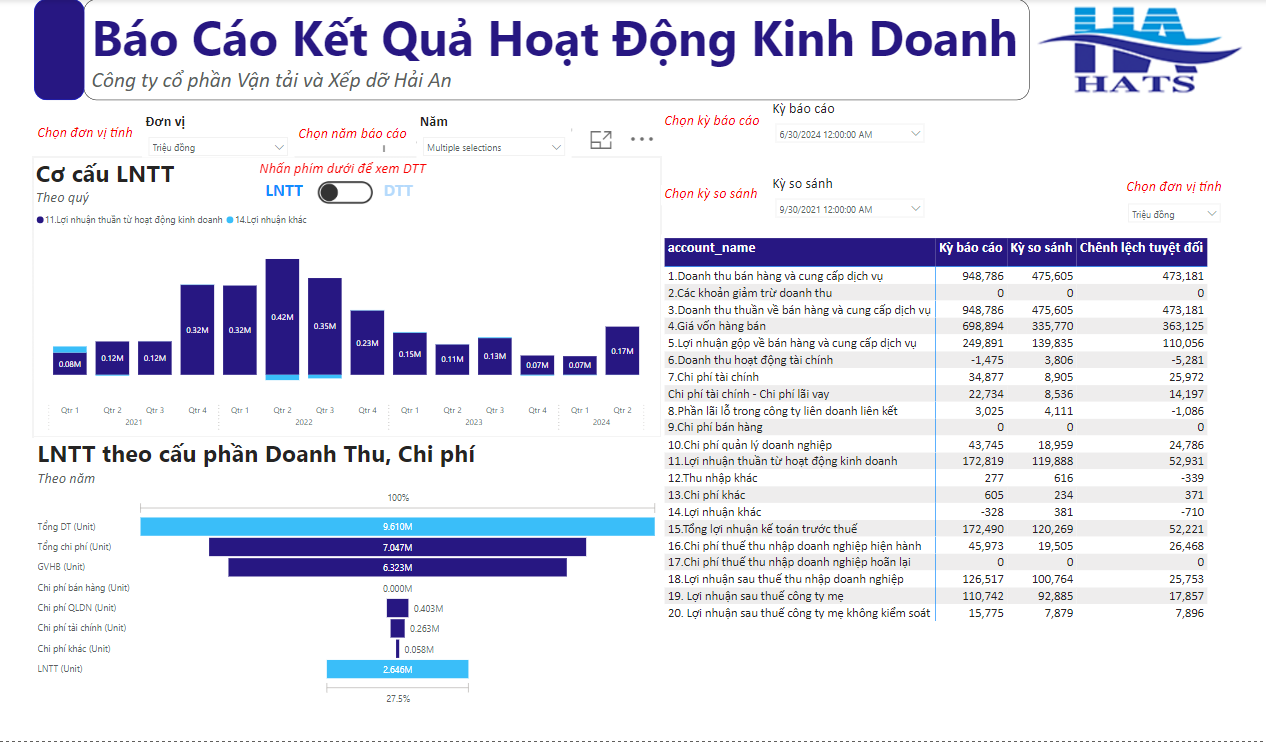 Báo Cáo Kết Quả Hoạt Động Kinh Doanh
Công ty cổ phần Vận tải và Xếp dỡ Hải An
HATS
Chọn đơn vị tính
Đơn vị
Triệu đồng
Chọn năm báo cáo
Năm
Multiple selections
Chọn kỳ báo cáo
Kỳ báo cáo
6/30/2024 12:00:00 AM
Chọn kỳ so sánh
Kỳ so sánh
9/30/2021 12:00:00 AM
Chọn đơn vị tính
Triệu đồng
Cơ cấu LNTT
Theo quý
Nhấn phím dưới để xem DTT
LNTT DTT
11.Lợi nhuận thuần từ hoạt động kinh doanh 14.Lợi nhuận khác
0.08M 0.12M 0.12M 0.32M 0.32M 0.42M 0.35M 0.23M 0.15M 0.11M 0.13M 0.07M 0.07M 0.17M
Qtr 1 Qtr 2 Qtr 3 Qtr 4 Qtr 1 Qtr 2 Qtr 3 Qtr 4 Qtr 1 Qtr 2 Qtr 3 Qtr 4 Qtr 1 Qtr 2
2021 2022 2023 2024
LNTT theo cấu phần Doanh Thu, Chi phí
Theo năm
100%
Tổng DT (Unit) 9.610M
Tổng chi phí (Unit) 7.047M
GVHB (Unit) 6.323M
Chi phí bán hàng (Unit) 0.000M
Chi phí QLDN (Unit) 0.403M
Chi phí tài chính (Unit) 0.263M
Chi phí khác (Unit) 0.058M
LNTT (Unit) 2.646M
27.5%
account_name Kỳ báo cáo Kỳ so sánh Chênh lệch tuyệt đối
1.Doanh thu bán hàng và cung cấp dịch vụ 948,786 475,605 473,181
2.Các khoản giảm trừ doanh thu 0 0 0
3.Doanh thu thuần về bán hàng và cung cấp dịch vụ 948,786 475,605 473,181
4.Giá vốn hàng bán 698,894 335,770 363,125
5.Lợi nhuận gộp về bán hàng và cung cấp dịch vụ 249,891 139,835 110,056
6.Doanh thu hoạt động tài chính -1,475 3,806 -5,281
7.Chi phí tài chính 34,877 8,905 25,972
Chi phí tài chính - Chi phí lãi vay 22,734 8,536 14,197
8.Phần lãi lỗ trong công ty liên doanh liên kết 3,025 4,111 -1,086
9.Chi phí bán hàng 0 0 0
10.Chi phí quản lý doanh nghiệp 43,745 18,959 24,786
11.Lợi nhuận thuần từ hoạt động kinh doanh 172,819 119,888 52,931
12.Thu nhập khác 277 616 -339
13.Chi phí khác 605 234 371
14.Lợi nhuận khác -328 381 -710
15.Tổng lợi nhuận kế toán trước thuế 172,490 120,269 52,221
16.Chi phí thuế thu nhập doanh nghiệp hiện hành 45,973 19,505 26,468
17.Chi phí thuế thu nhập doanh nghiệp hoãn lại 0 0 0
18.Lợi nhuận sau thuế thu nhập doanh nghiệp 126,517 100,764 25,753
19. Lợi nhuận sau thuế công ty mẹ 110,742 92,885 17,857
20. Lợi nhuận sau thuế công ty mẹ không kiểm soát 15,775 7,879 7,896